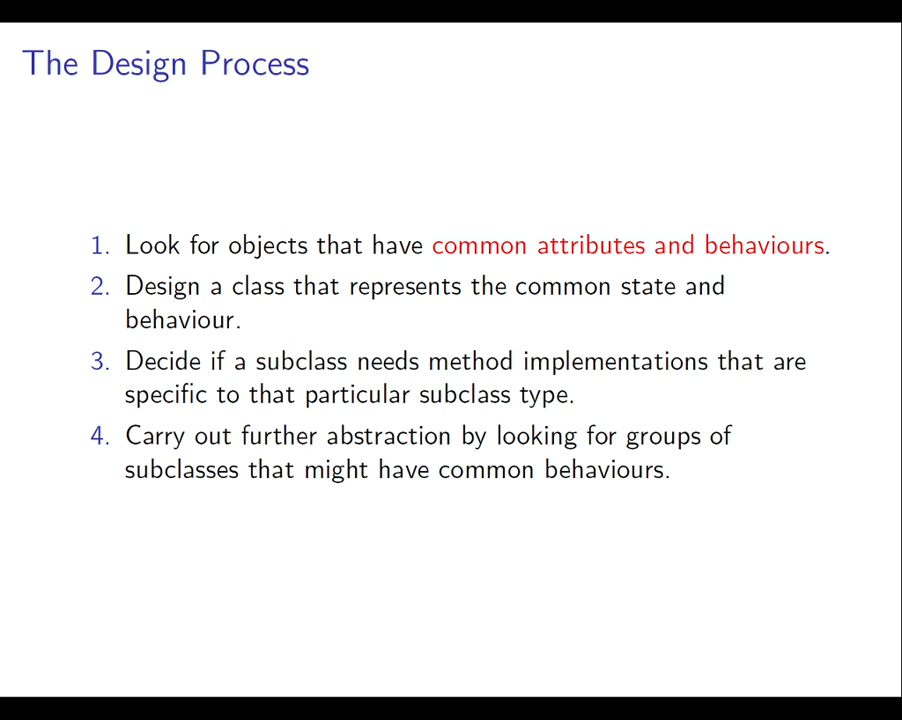 The Design Process
1. Look for objects that have common attributes and behaviours.
2. Design a class that represents the common state and
behaviour.
3. Decide if a subclass needs method implementations that are
specific to that particular subclass type.
4. Carry out further abstraction by looking for groups of
subclasses that might have common behaviours.